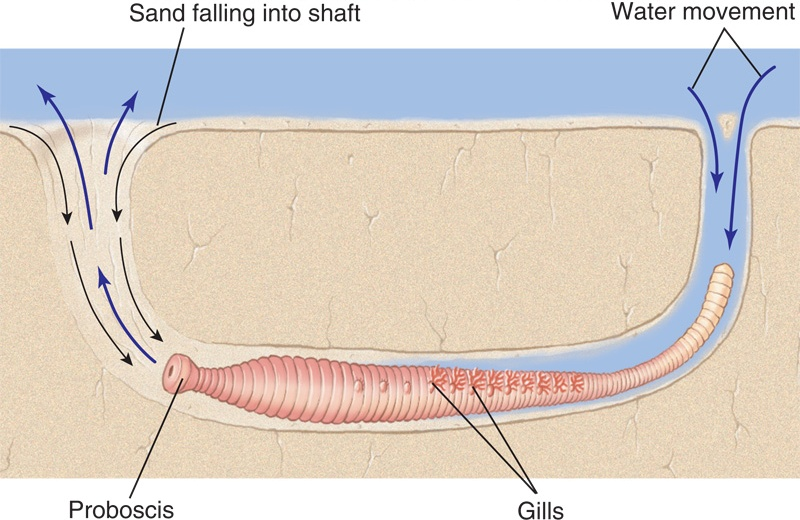 Sand falling into shaft
Water movement
Proboscis
Gills